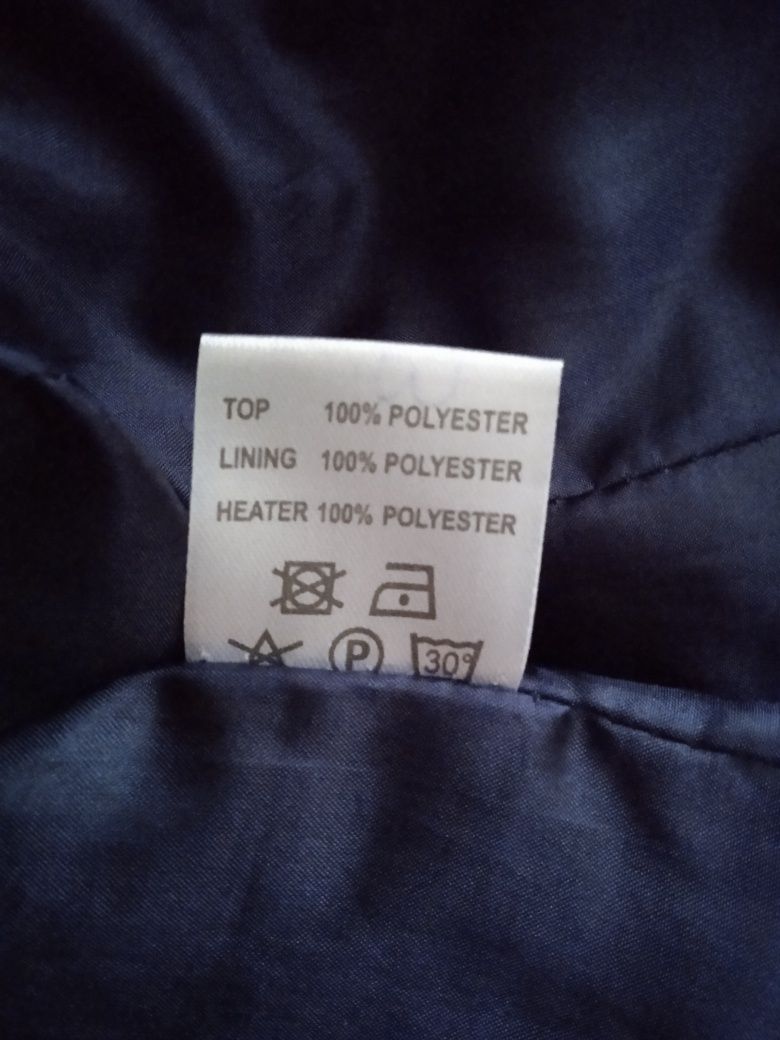 TOP 100% POLYESTER
LINING 100% POLYESTER
HEATER 100% POLYESTER
P 30°